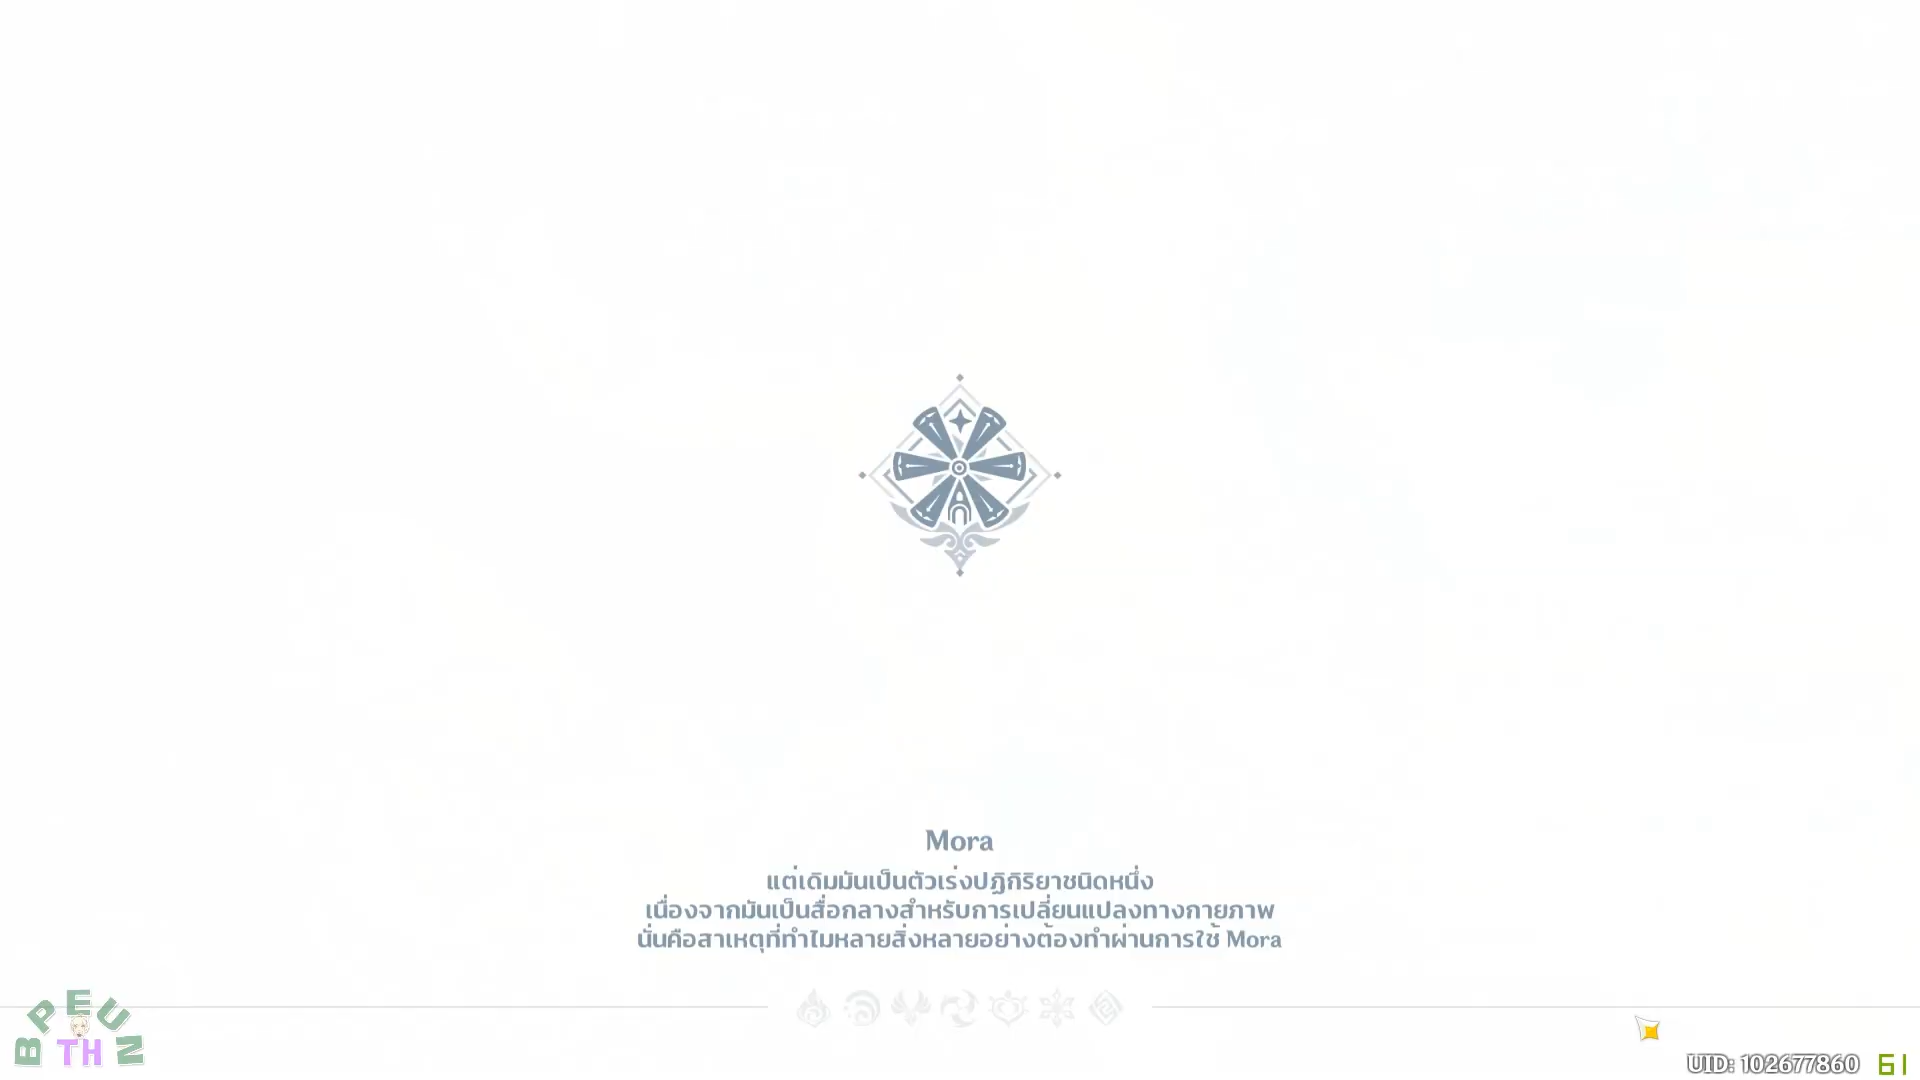 Mora
แต่เดิมมันเป็นตัวเร่งปฏิกิริยาชนิดหนึ่ง
เนื่องจากมันเป็นสื่อกลางสำหรับการเปลี่ยนแปลงทางกายภาพ
นั่นคือสาเหตุที่ทำไมหลายสิ่งหลายอย่างต้องทำผ่านการใช้ Mora
BPEUN
TH
UID: 102677860
61